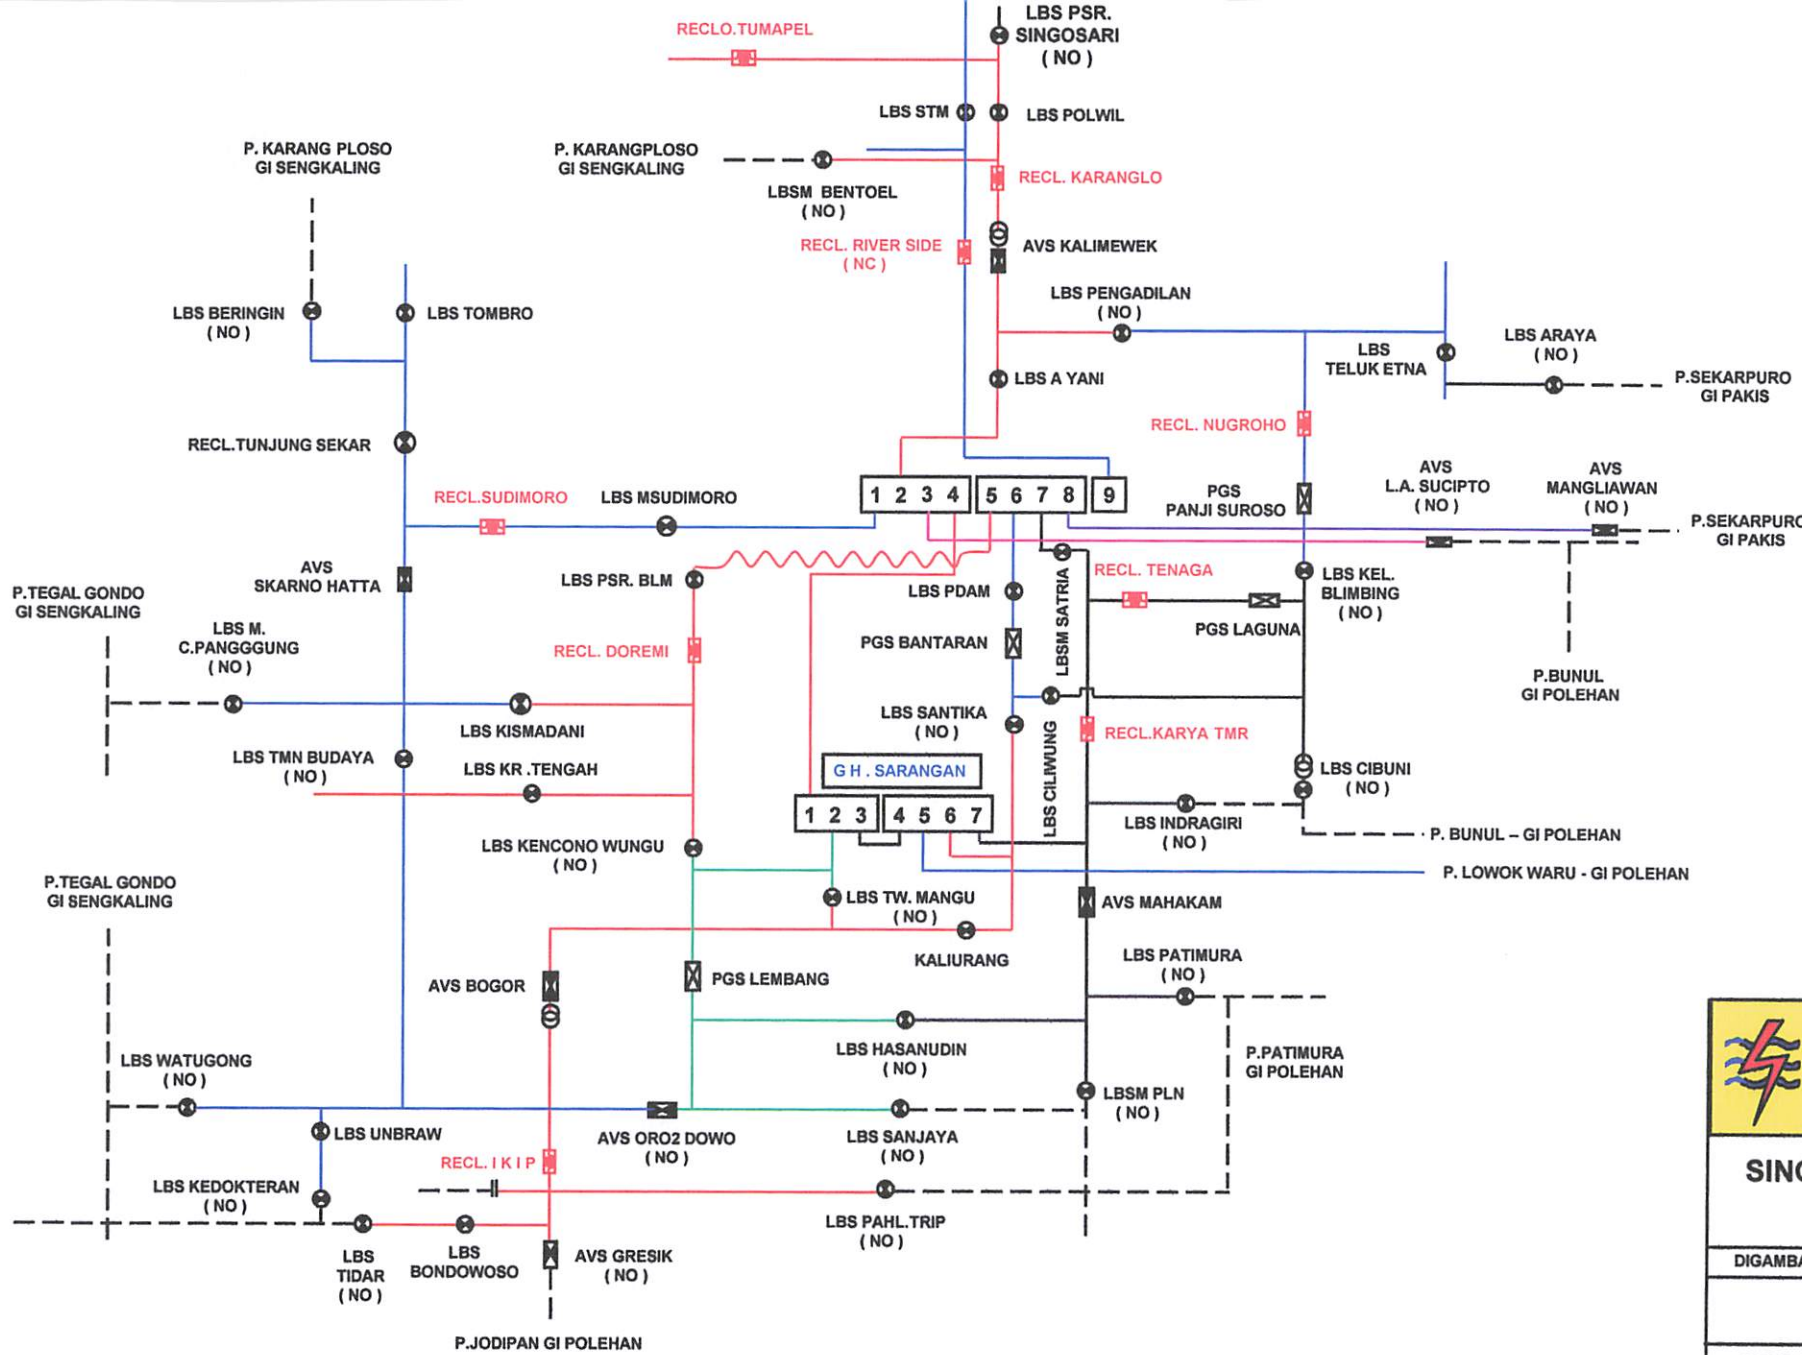 RECLO.TUMAPEL
LBS PSR.
SINGOSARI
( NO )
LBS STM
LBS POLWIL
P. KARANG PLOSO
GI SENGKALING
P. KARANGPLOSO
GI SENGKALING
LBSM BENTOEL
( NO )
RECL. KARANGLO
RECL. RIVER SIDE
( NC )
AVS KALIMEWEK
LBS BERINGIN
( NO )
LBS TOMBRO
LBS PENGADILAN
( NO )
LBS
TELUK ETNA
LBS ARAYA
( NO )
P.SEKARPURO
GI PAKIS
LBS A YANI
RECL. NUGROHO
RECL.TUNJUNG SEKAR
RECL.SUDIMORO
LBS MSUDIMORO
1 2 3 4 5 6 7 8 9
PGS
PANJI SUROSO
AVS
L.A. SUCIPTO
( NO )
AVS
MANGLIAWAN
( NO )
P.SEKARPURO
GI PAKIS
AVS
SKARNO HATTA
LBS PSR. BLM
LBS PDAM
LBSM SATRIA
RECL. TENAGA
LBS KEL.
BLIMBING
( NO )
P.TEGAL GONDO
GI SENGKALING
LBS M.
C.PANGGGUNG
( NO )
RECL. DOREMI
PGS BANTARAN
PGS LAGUNA
P.BUNUL
GI POLEHAN
LBS KISMADANI
LBS SANTIKA
( NO )
LBS CILIWUNG
RECL.KARYA TMR
LBS TMN BUDAYA
( NO )
LBS KR .TENGAH
G H . SARANGAN
LBS CIBUNI
( NO )
1 2 3 4 5 6 7
LBS INDRAGIRI
( NO )
P. BUNUL – GI POLEHAN
LBS KENCONO WUNGU
( NO )
P. LOWOK WARU - GI POLEHAN
P.TEGAL GONDO
GI SENGKALING
LBS TW. MANGU
( NO )
AVS MAHAKAM
KALIURANG
LBS PATIMURA
( NO )
AVS BOGOR
PGS LEMBANG
LBS HASANUDIN
( NO )
P.PATIMURA
GI POLEHAN
LBS WATUGONG
( NO )
LBSM PLN
( NO )
LBS UNBRAW
AVS ORO2 DOWO
( NO )
LBS SANJAYA
( NO )
RECL. I K I P
LBS KEDOKTERAN
( NO )
LBS PAHL.TRIP
( NO )
LBS
TIDAR
( NO )
LBS
BONDOWOSO
AVS GRESIK
( NO )
P.JODIPAN GI POLEHAN
SING
DIGAMBA